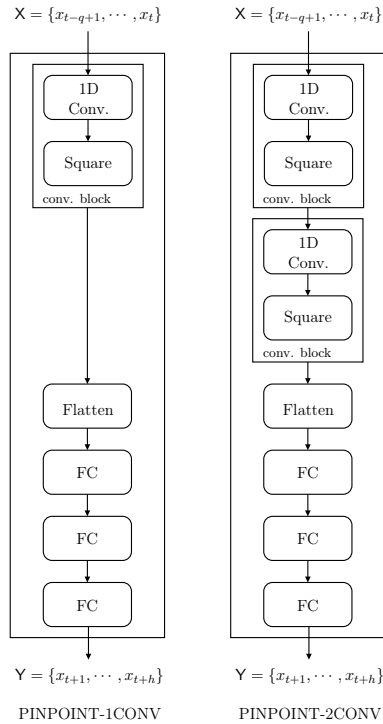 X = {x_{t−q+1}, ⋯ , x_t}
1D
Conv.
Square
conv. block
Flatten
FC
FC
FC
Y = {x_{t+1}, ⋯ , x_{t+h}}
PINPOINT-1CONV
X = {x_{t−q+1}, ⋯ , x_t}
1D
Conv.
Square
conv. block
1D
Conv.
Square
conv. block
Flatten
FC
FC
FC
Y = {x_{t+1}, ⋯ , x_{t+h}}
PINPOINT-2CONV